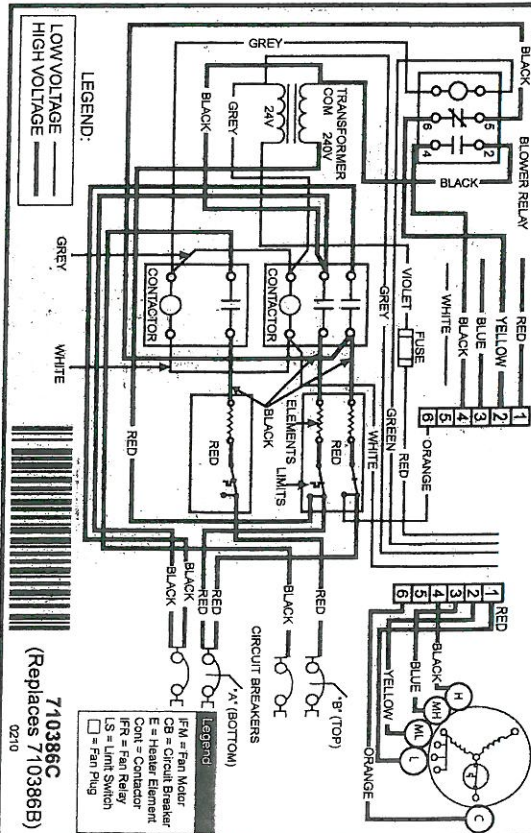 BLACK
RED
1
GREY
5
2
YELLOW
2
6
4
BLUE
3
BLOWER RELAY
BLACK
4
WHITE
5
6
ORANGE
BLACK
TRANSFORMER
COM 240V
24V
BLACK
GREY
VIOLET
FUSE
RED
GREY
GREEN
WHITE
CONTACTOR
CONTACTOR
GREY
WHITE
BLACK
ELEMENTS
LIMITS
RED
RED
RED
1
2
3
4
5
6
RED
BLACK
BLUE
YELLOW
ORANGE
H
MH
ML
L
C
"B" (TOP)
RED
BLACK
CIRCUIT BREAKERS
RED
RED
"A" (BOTTOM)
BLACK
BLACK
LEGEND:
LOW VOLTAGE
HIGH VOLTAGE
Legend
IFM = Fan Motor
CB = Circuit Breaker
E = Heater Element
Cont = Contactor
IFR = Fan Relay
LS = Limit Switch
= Fan Plug
710386C
(Replaces 710386B)
0210